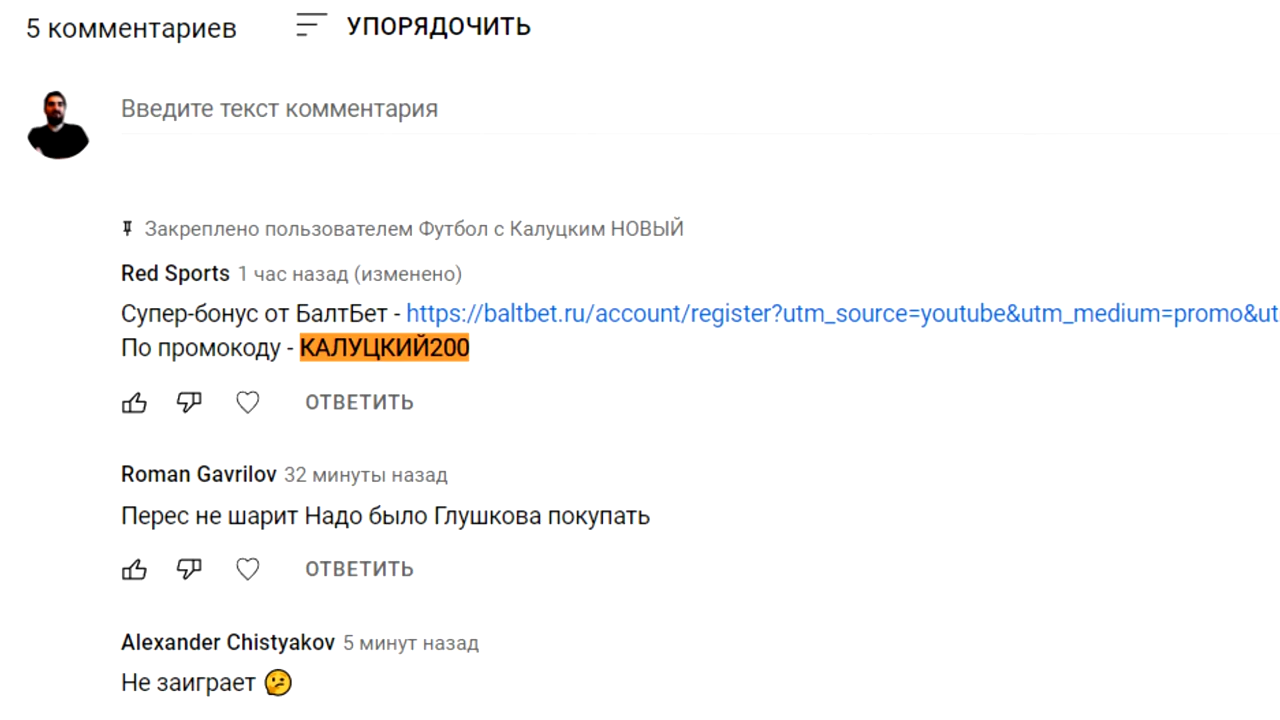 5 комментариев
УПОРЯДОЧИТЬ
Введите текст комментария
Закреплено пользователем Футбол с Калуцким НОВЫЙ
Red Sports 1 час назад (изменено)
Супер-бонус от БалтБет - https://baltbet.ru/account/register?utm_source=youtube&utm_medium=promo&ut
По промокоду - КАЛУЦКИЙ200
ОТВЕТИТЬ
Roman Gavrilov 32 минуты назад
Перес не шарит Надо было Глушкова покупать
ОТВЕТИТЬ
Alexander Chistyakov 5 минут назад
Не заиграет 🤔